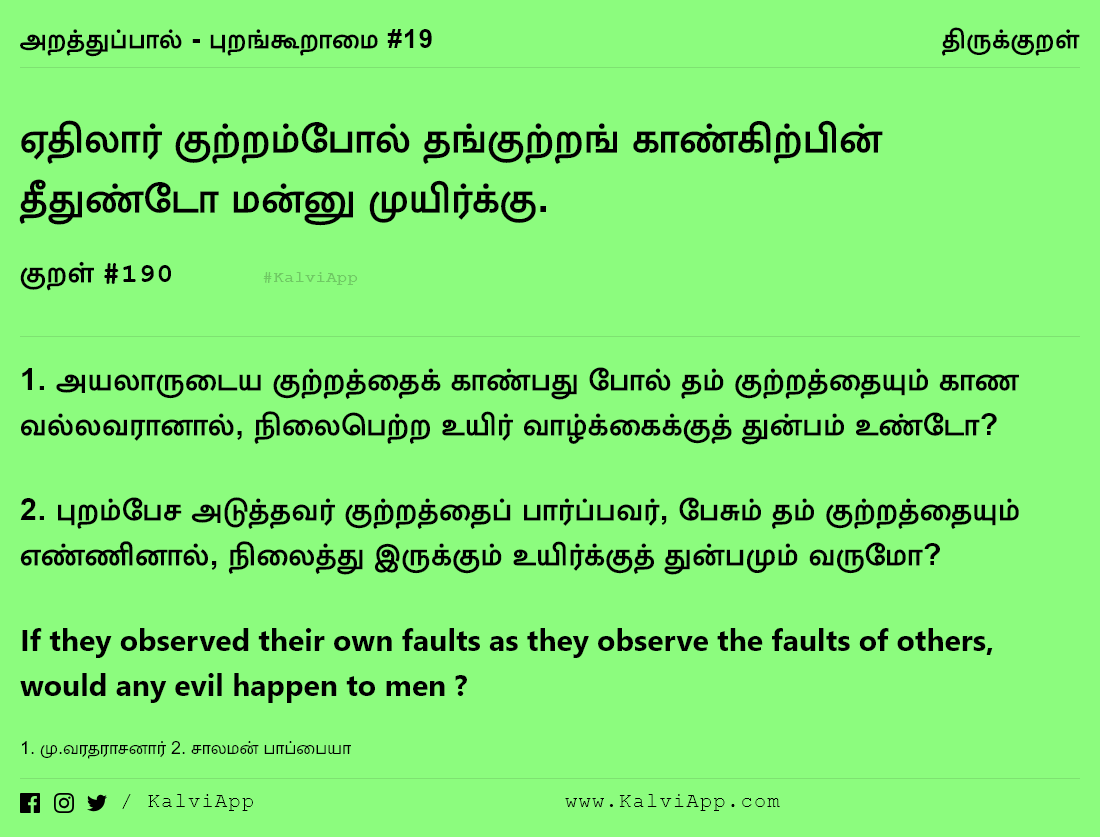 அறத்துப்பால் - புறங்கூறாமை #19
திருக்குறள்
ஏதிலார் குற்றம்போல் தங்குற்றங் காண்கிற்பின்
தீதுண்டோ மன்னு முயிர்க்கு.
குறள் #190
#KalviApp
1. அயலாருடைய குற்றத்தைக் காண்பது போல் தம் குற்றத்தையும் காண
வல்லவரானால், நிலைபெற்ற உயிர் வாழ்க்கைக்குத் துன்பம் உண்டோ?
2. புறம்பேச அடுத்தவர் குற்றத்தைப் பார்ப்பவர், பேசும் தம் குற்றத்தையும்
எண்ணினால், நிலைத்து இருக்கும் உயிர்க்குத் துன்பமும் வருமோ?
If they observed their own faults as they observe the faults of others,
would any evil happen to men ?
1. மு.வரதராசனார் 2. சாலமன் பாப்பையா
/ KalviApp
www.KalviApp.com